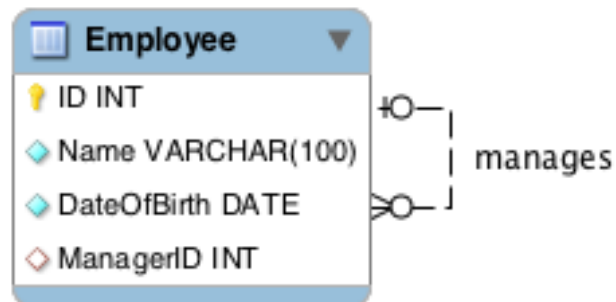 Employee
ID INT
Name VARCHAR(100)
DateOfBirth DATE
ManagerID INT
manages